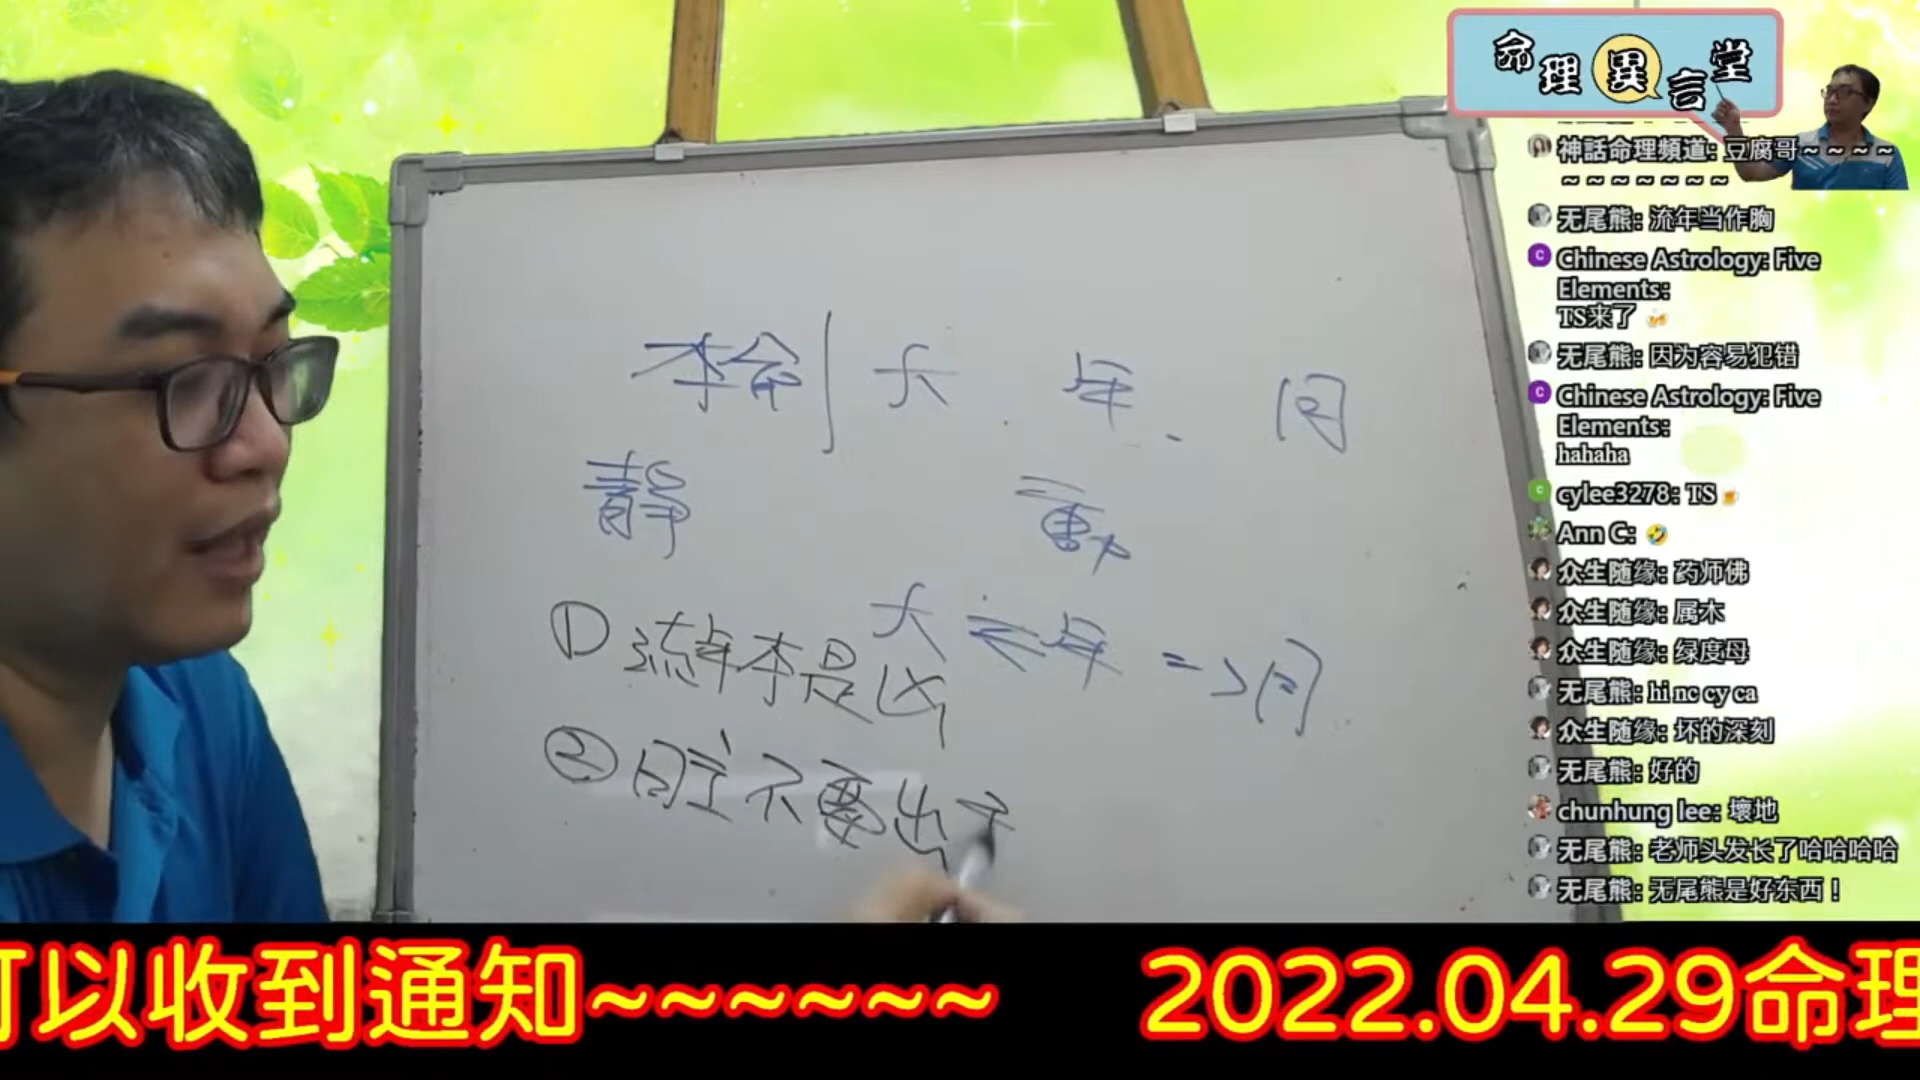 命理異言堂
本命 大、年、月
靜 動
大 年 =>月
① 流年本是凶
② 日主不要出
神話命理頻道: 豆腐哥~~~~
~~~~~~~
无尾熊: 流年当作胸
Chinese Astrology: Five
Elements:
TS来了 🍻
无尾熊: 因为容易犯错
Chinese Astrology: Five
Elements:
hahaha
cylee3278: TS🍺
Ann C: 🤣
众生随缘: 药师佛
众生随缘: 属木
众生随缘: 绿度母
无尾熊: hi nc cy ca
众生随缘: 坏的深刻
无尾熊: 好的
chunhung lee: 壞地
无尾熊: 老师头发长了哈哈哈哈
无尾熊: 无尾熊是好东西！
可以收到通知~~~~~~ 2022.04.29命理